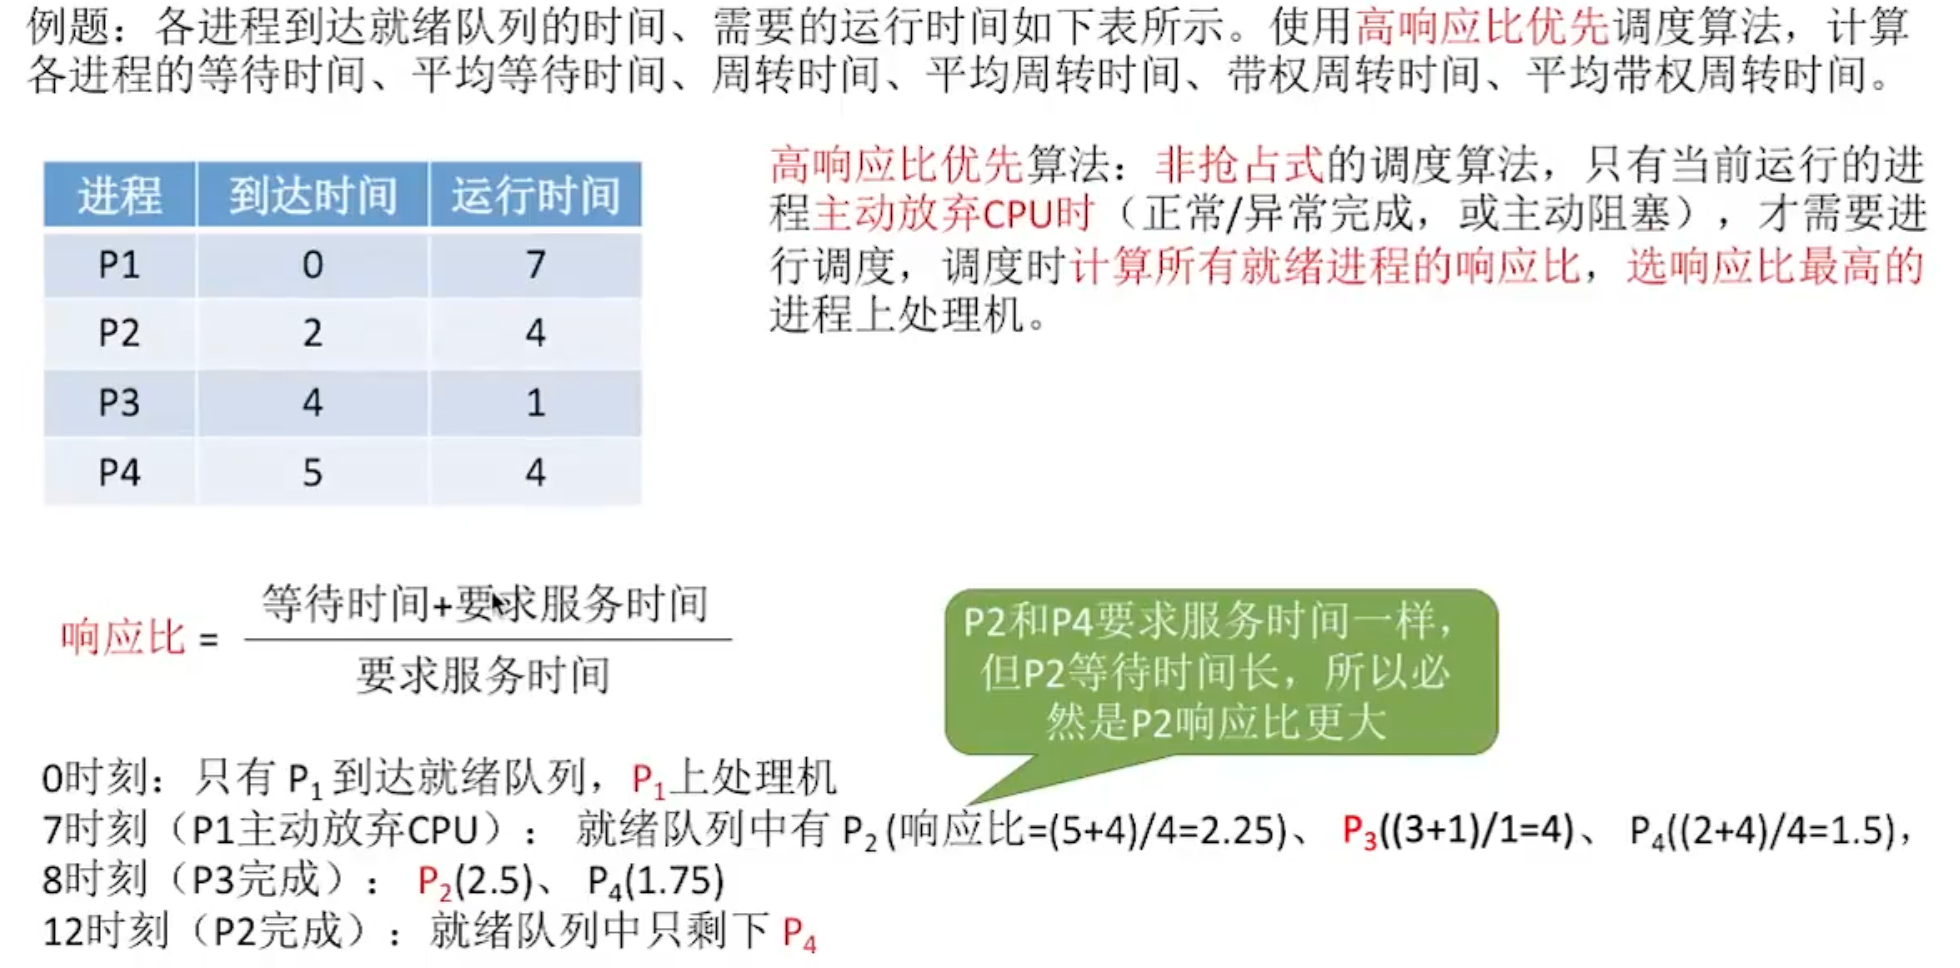 例题：各进程到达就绪队列的时间、需要的运行时间如下表所示。使用高响应比优先调度算法，计算
各进程的等待时间、平均等待时间、周转时间、平均周转时间、带权周转时间、平均带权周转时间。
进程 到达时间 运行时间
P1 0 7
P2 2 4
P3 4 1
P4 5 4
高响应比优先算法：非抢占式的调度算法，只有当前运行的进
程主动放弃CPU时（正常/异常完成，或主动阻塞），才需要进
行调度，调度时计算所有就绪进程的响应比，选响应比最高的
进程上处理机。
响应比 =
等待时间+要求服务时间
要求服务时间
P2和P4要求服务时间一样，
但P2等待时间长，所以必
然是P2响应比更大
0时刻：只有 P₁ 到达就绪队列，P₁上处理机
7时刻（P1主动放弃CPU）： 就绪队列中有 P₂ (响应比=(5+4)/4=2.25)、 P₃((3+1)/1=4)、 P₄((2+4)/4=1.5)，
8时刻（P3完成）： P₂(2.5)、 P₄(1.75)
12时刻（P2完成）：就绪队列中只剩下 P₄